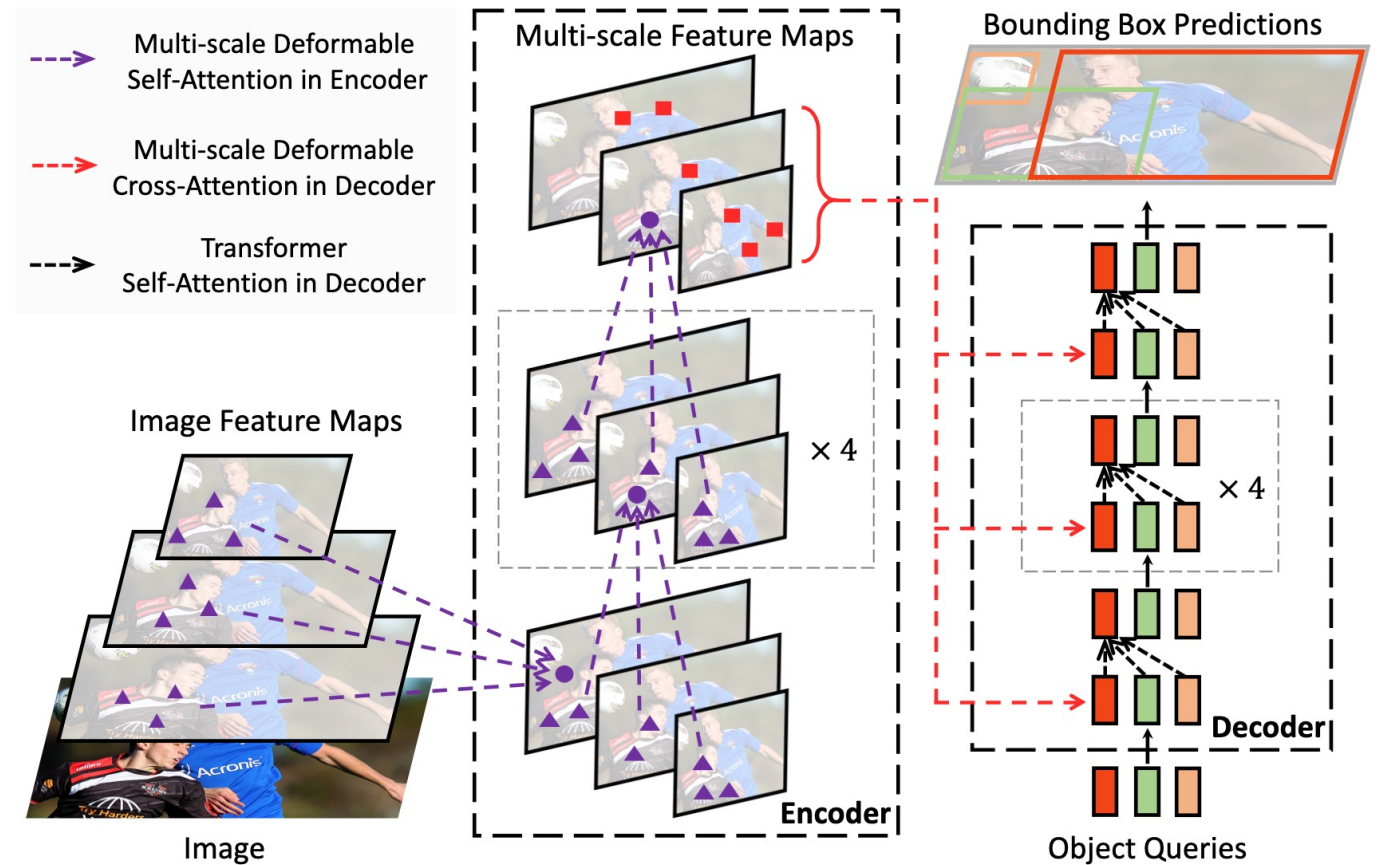 Multi-scale Deformable
Self-Attention in Encoder
Multi-scale Deformable
Cross-Attention in Decoder
Transformer
Self-Attention in Decoder
Multi-scale Feature Maps
Bounding Box Predictions
Acronis
× 4
× 4
Image Feature Maps
Acronis
Acronis
Acronis
Acronis
Encoder
Decoder
Image
Object Queries